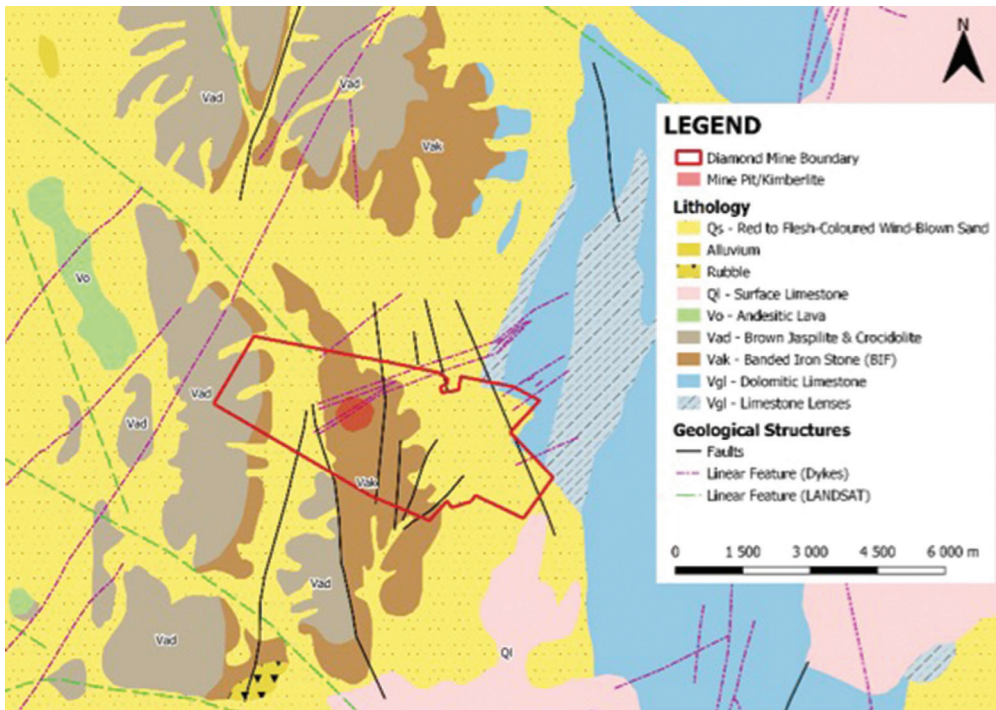 N
Vad
Vad
Vak
Vo
Vad
Vad
Vak
Vad
Vad
Ql
LEGEND
Diamond Mine Boundary
Mine Pit/Kimberlite
Lithology
Qs - Red to Flesh-Coloured Wind-Blown Sand
Alluvium
Rubble
Ql - Surface Limestone
Vo - Andesitic Lava
Vad - Brown Jaspilite & Crocidolite
Vak - Banded Iron Stone (BIF)
Vgl - Dolomitic Limestone
Vgl - Limestone Lenses
Geological Structures
Faults
Linear Feature (Dykes)
Linear Feature (LANDSAT)
0 1 500 3 000 4 500 6 000 m